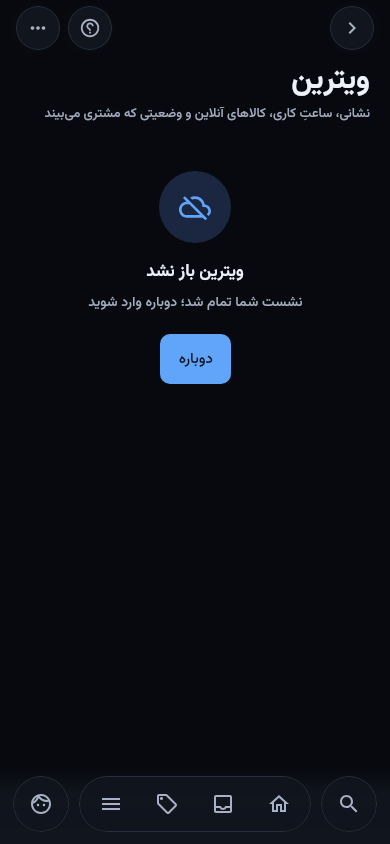 ویترین
نشانی، ساعتِ کاری، کالاهای آنلاین و وضعیتی که مشتری می‌بیند
ویترین باز نشد
نشست شما تمام شد؛ دوباره وارد شوید
دوباره